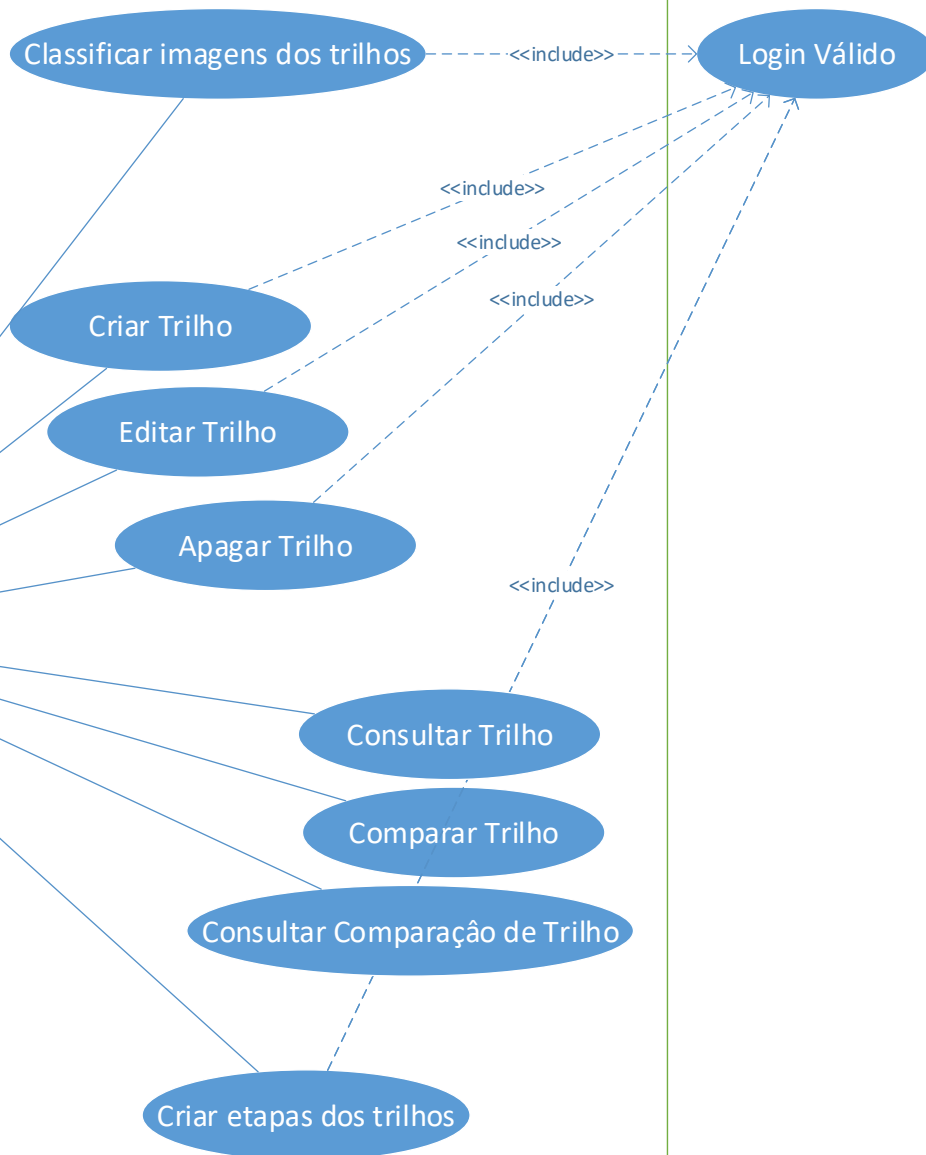 Classificar imagens dos trilhos
<<include>>
Login Válido
<<include>>
<<include>>
<<include>>
Criar Trilho
Editar Trilho
Apagar Trilho
<<include>>
Consultar Trilho
Comparar Trilho
Consultar Comparaçâo de Trilho
Criar etapas dos trilhos